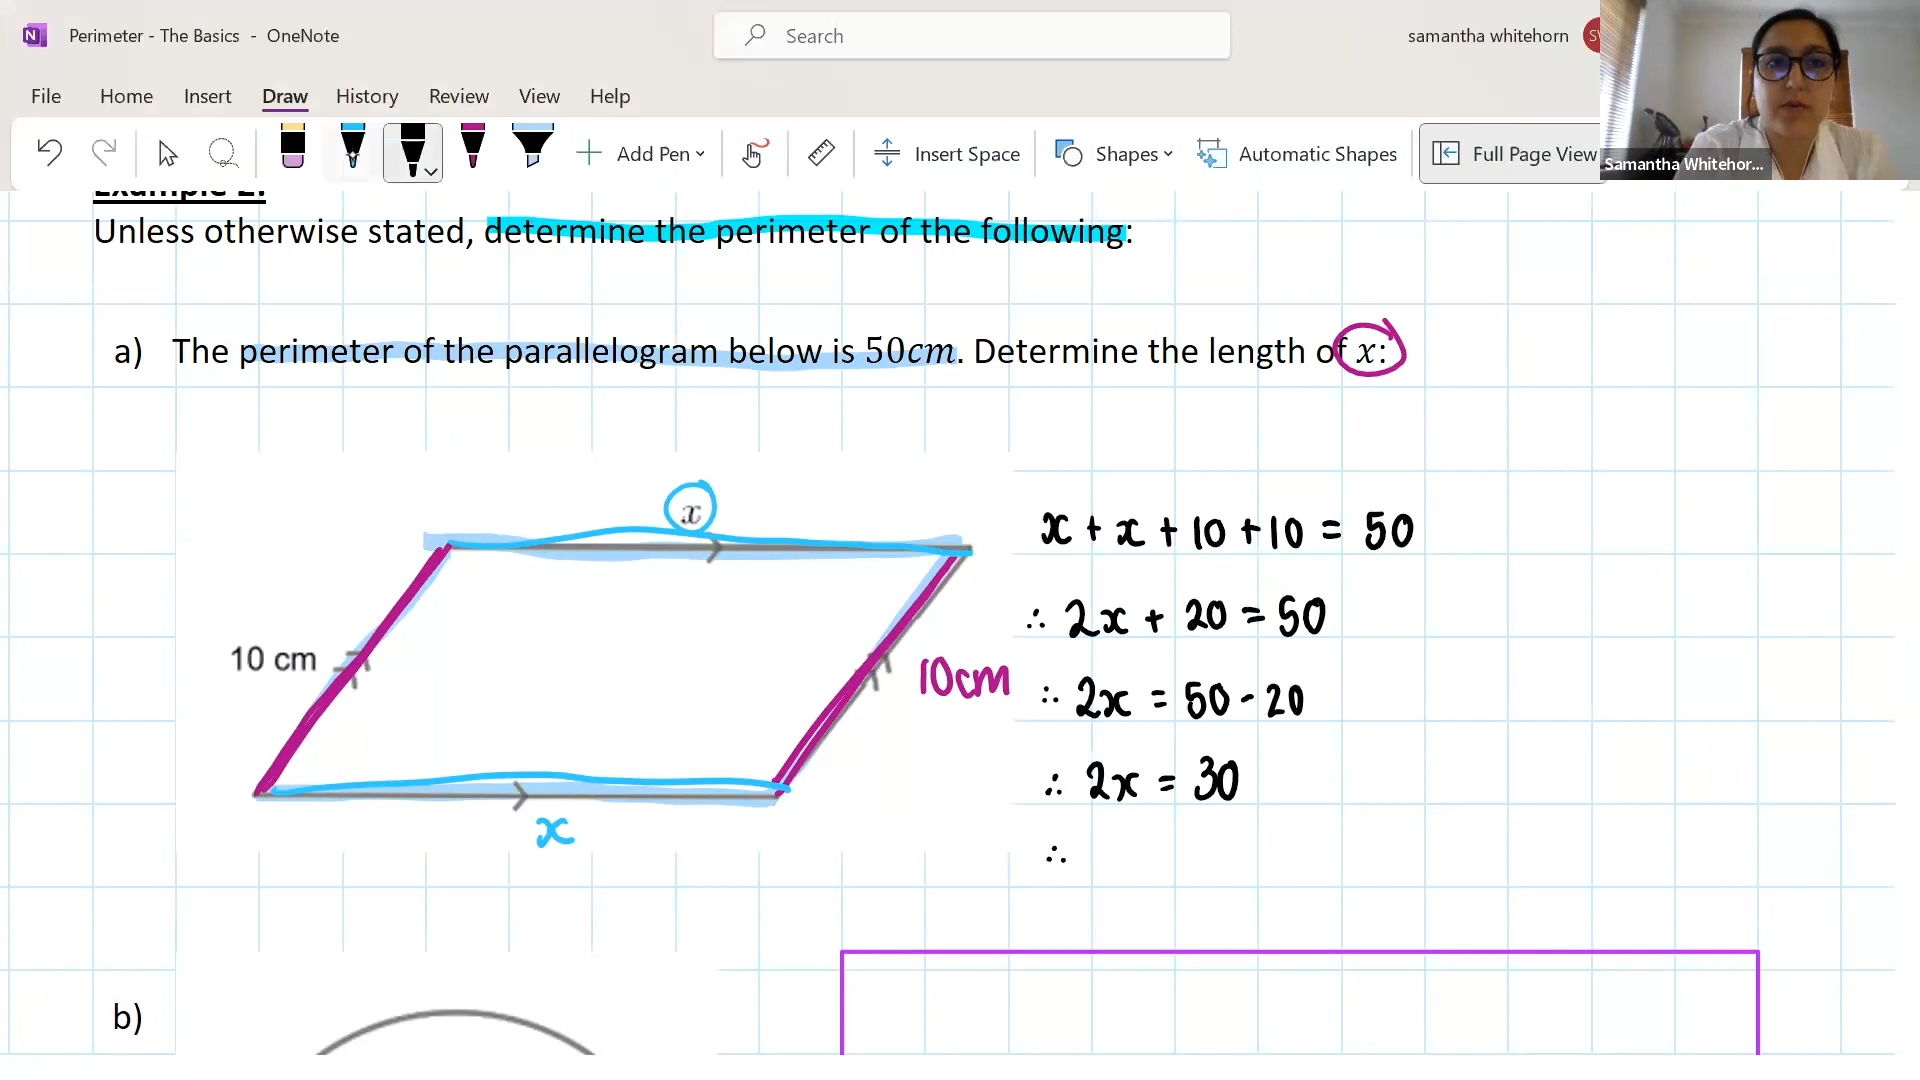 Perimeter - The Basics - OneNote
Search
samantha whitehorn
File Home Insert Draw History Review View Help
Add Pen
Insert Space
Shapes
Automatic Shapes
Full Page View
Samantha Whitehor...
Example 2:
Unless otherwise stated, determine the perimeter of the following:
a) The perimeter of the parallelogram below is 50cm. Determine the length of x:
x
10 cm
10cm
x
x + x + 10 + 10 = 50
∴ 2x + 20 = 50
∴ 2x = 50 - 20
∴ 2x = 30
∴
b)